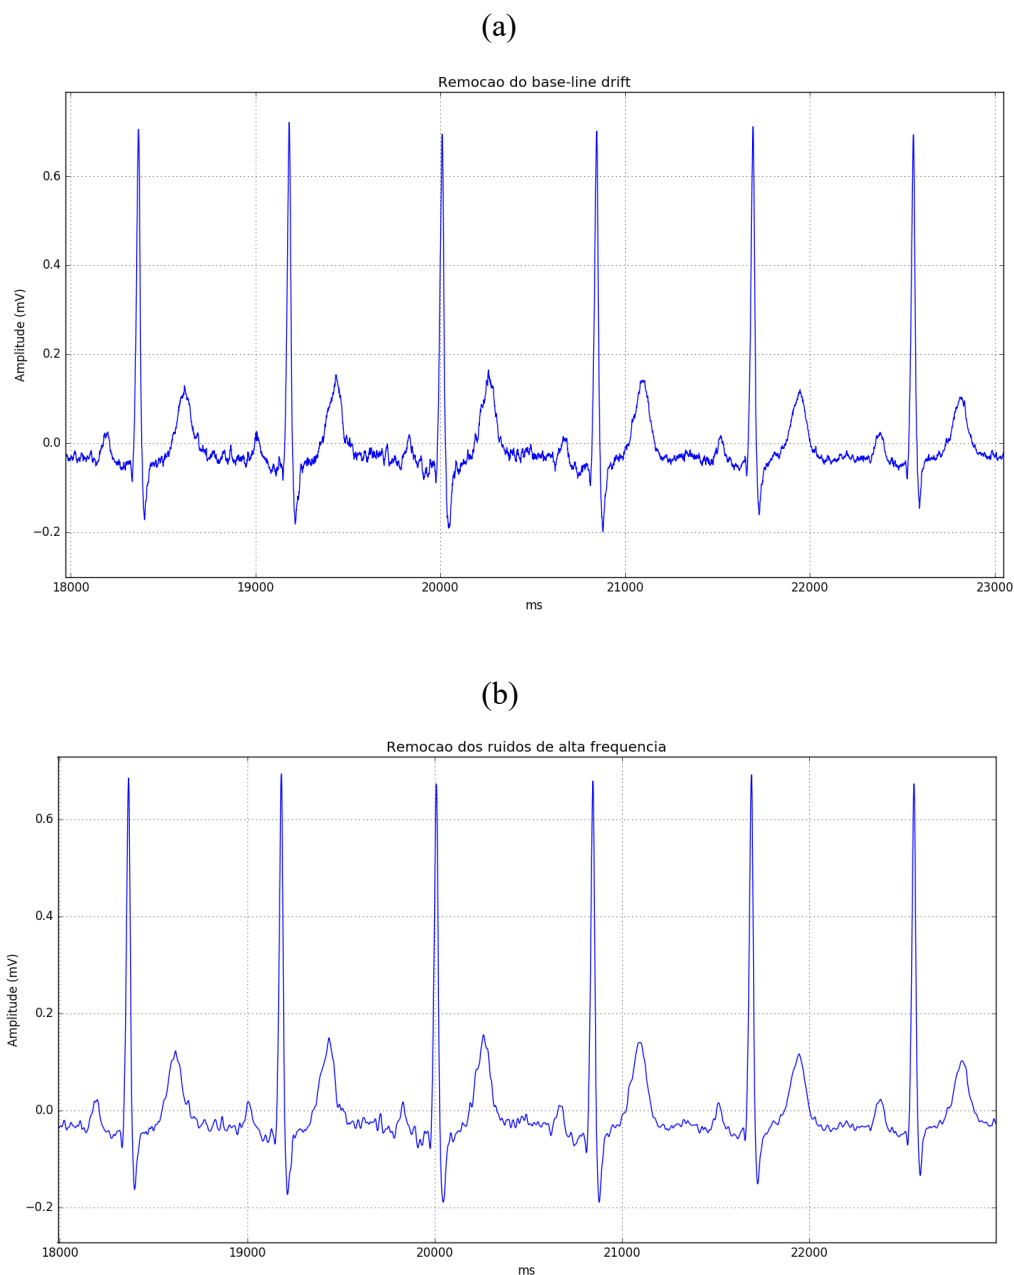 (a)
Remocao do base-line drift
0.6
0.4
0.2
0.0
−0.2
Amplitude (mV)
18000 19000 20000 21000 22000 23000
ms
(b)
Remocao dos ruidos de alta frequencia
0.6
0.4
0.2
0.0
−0.2
Amplitude (mV)
18000 19000 20000 21000 22000
ms